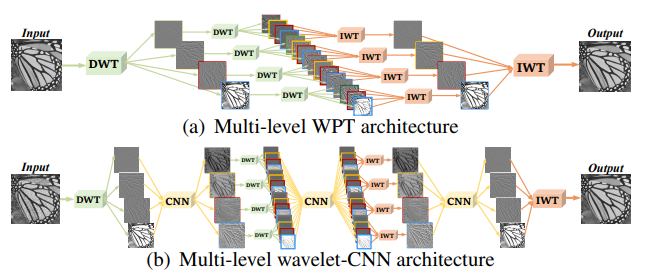 Input
Output
DWT
DWT
DWT
DWT
DWT
IWT
IWT
IWT
IWT
IWT
(a) Multi-level WPT architecture
Input
Output
DWT
CNN
DWT
DWT
DWT
DWT
CNN
IWT
IWT
IWT
IWT
CNN
IWT
(b) Multi-level wavelet-CNN architecture